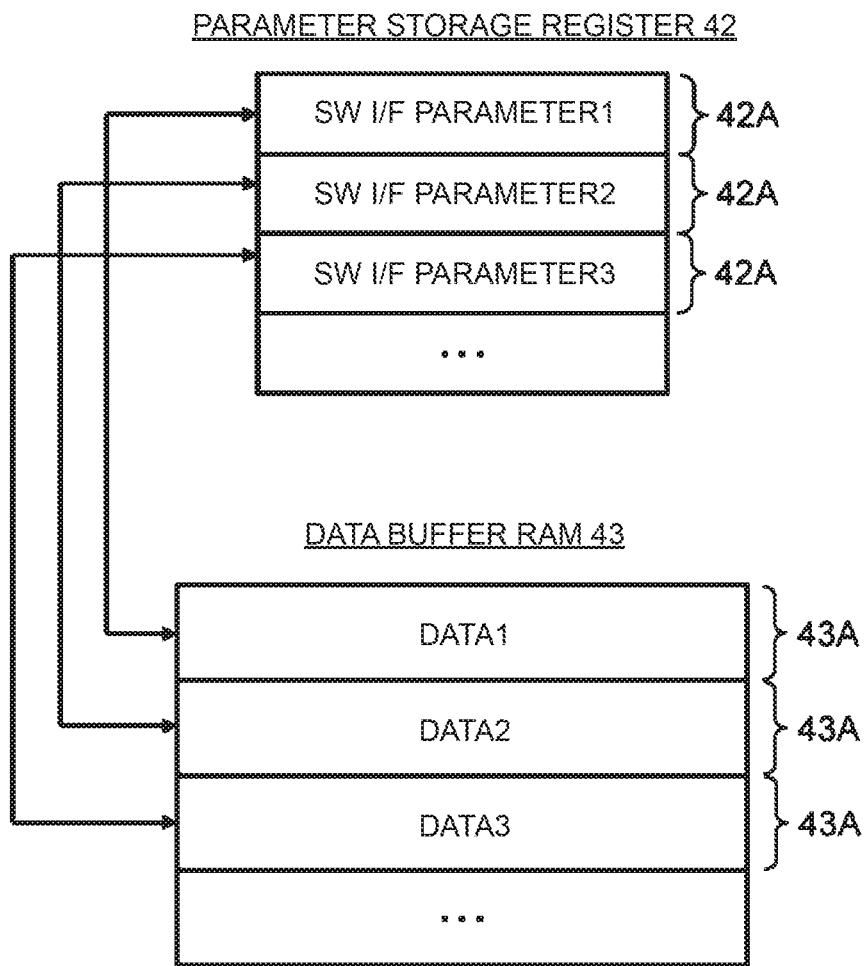 PARAMETER STORAGE REGISTER 42
SW I/F PARAMETER1 42A
SW I/F PARAMETER2 42A
SW I/F PARAMETER3 42A
...
DATA BUFFER RAM 43
DATA1 43A
DATA2 43A
DATA3 43A
...